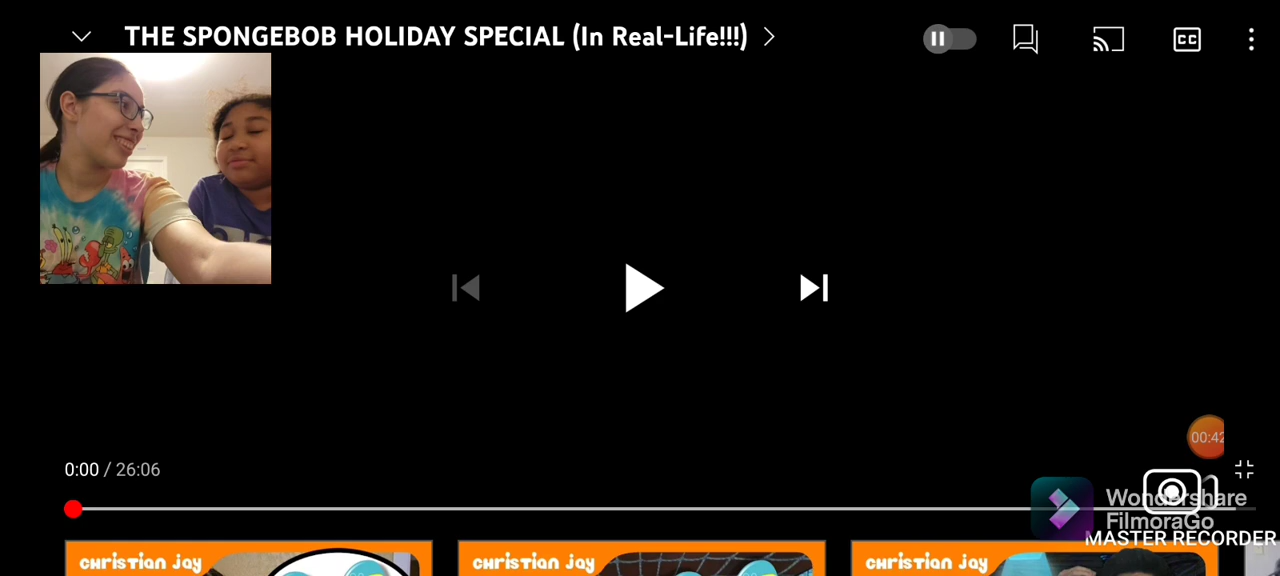 THE SPONGEBOB HOLIDAY SPECIAL (In Real-Life!!!)
CC
00:42
0:00 / 26:06
Wondershare
FilmoraGo
MASTER RECORDER
CHRISTIAN JAY
CHRISTIAN JAY
CHRISTIAN JAY